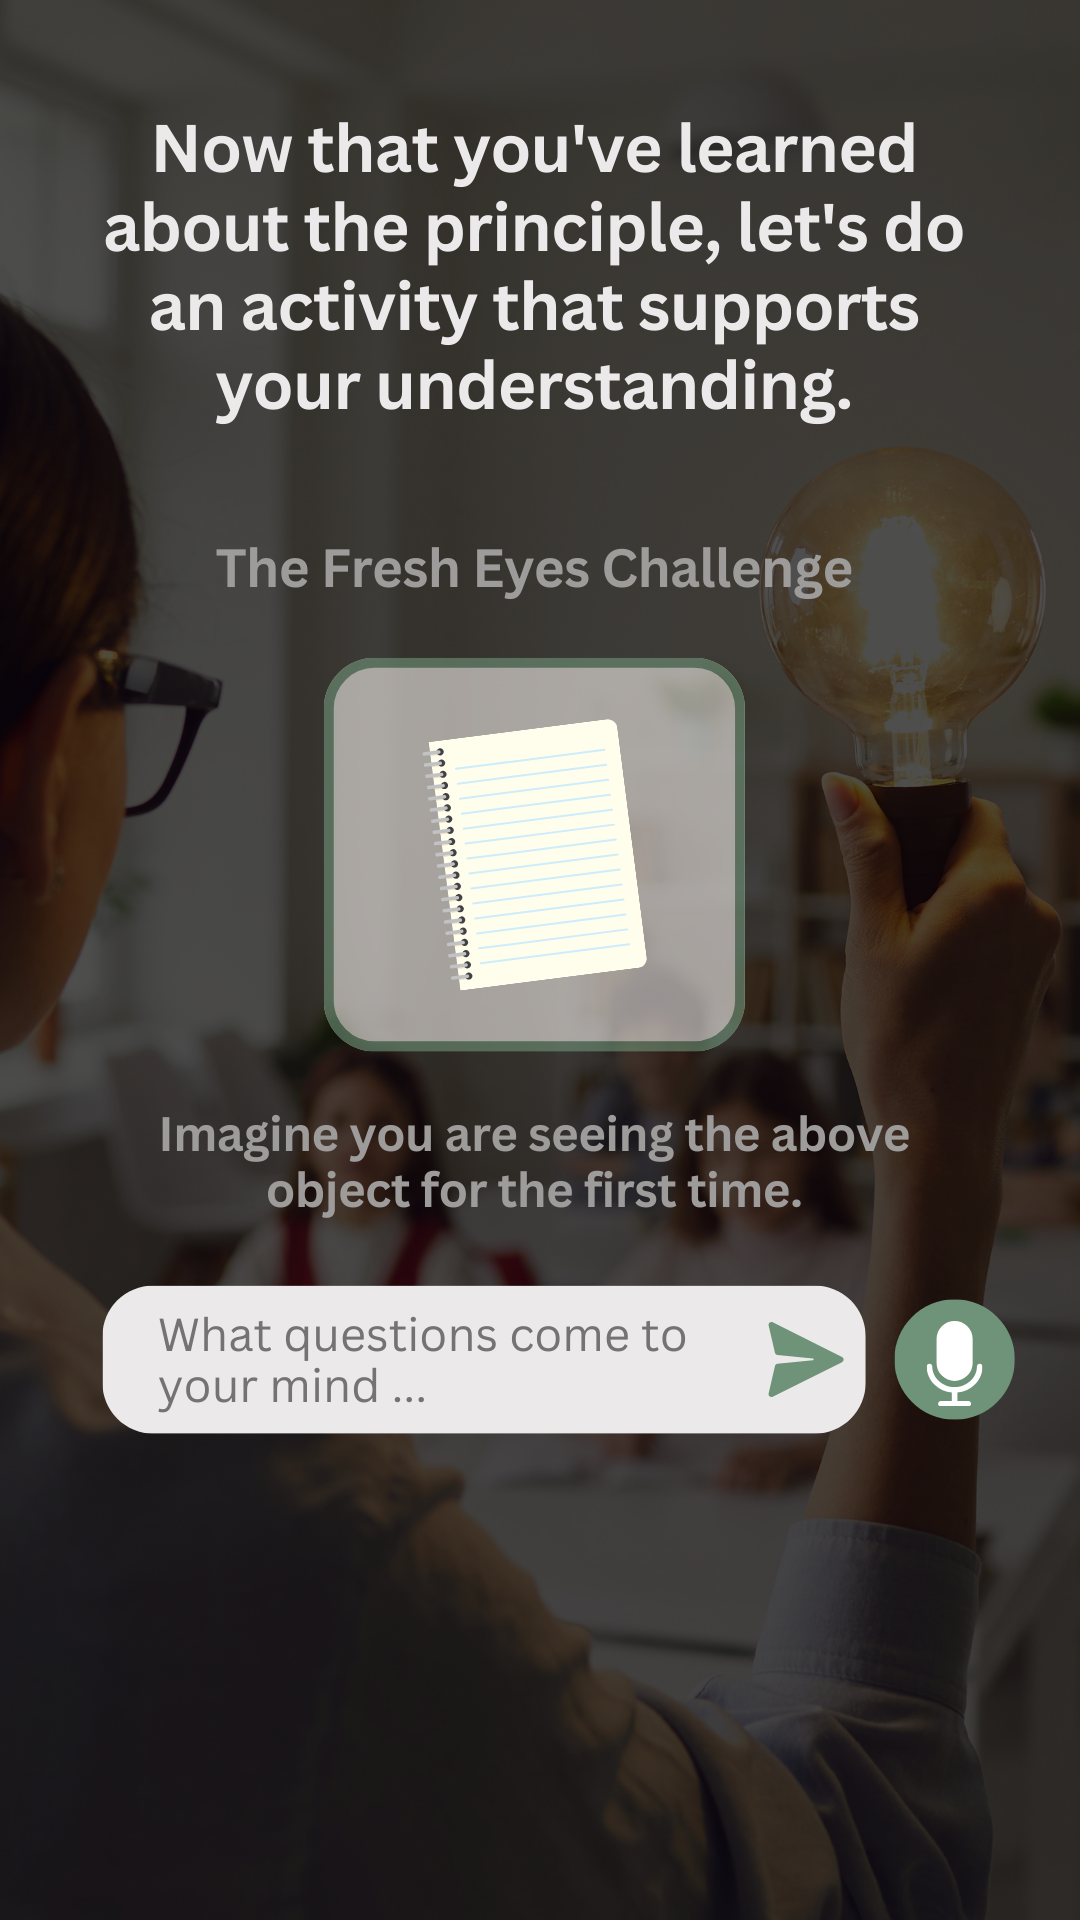 Now that you've learned
about the principle, let's do
an activity that supports
your understanding.
The Fresh Eyes Challenge
Imagine you are seeing the above
object for the first time.
What questions come to
your mind ...